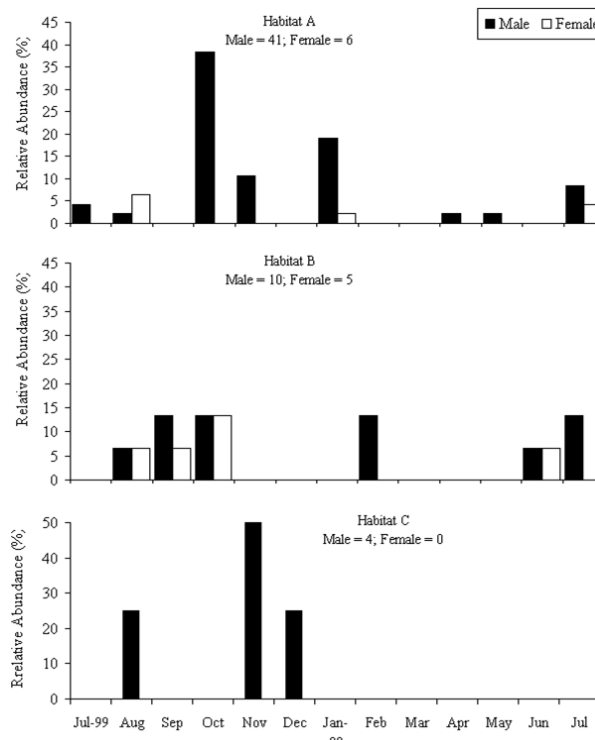 Habitat A
Male = 41; Female = 6
Male Female
Relative Abundance (%;
45
40
35
30
25
20
15
10
5
0
Habitat B
Male = 10; Female = 5
Relative Abundance (%;
45
40
35
30
25
20
15
10
5
0
Habitat C
Male = 4; Female = 0
Rrelative Abundance (%;
50
40
30
20
10
0
Jul-99 Aug Sep Oct Nov Dec Jan- Feb Mar Apr May Jun Jul